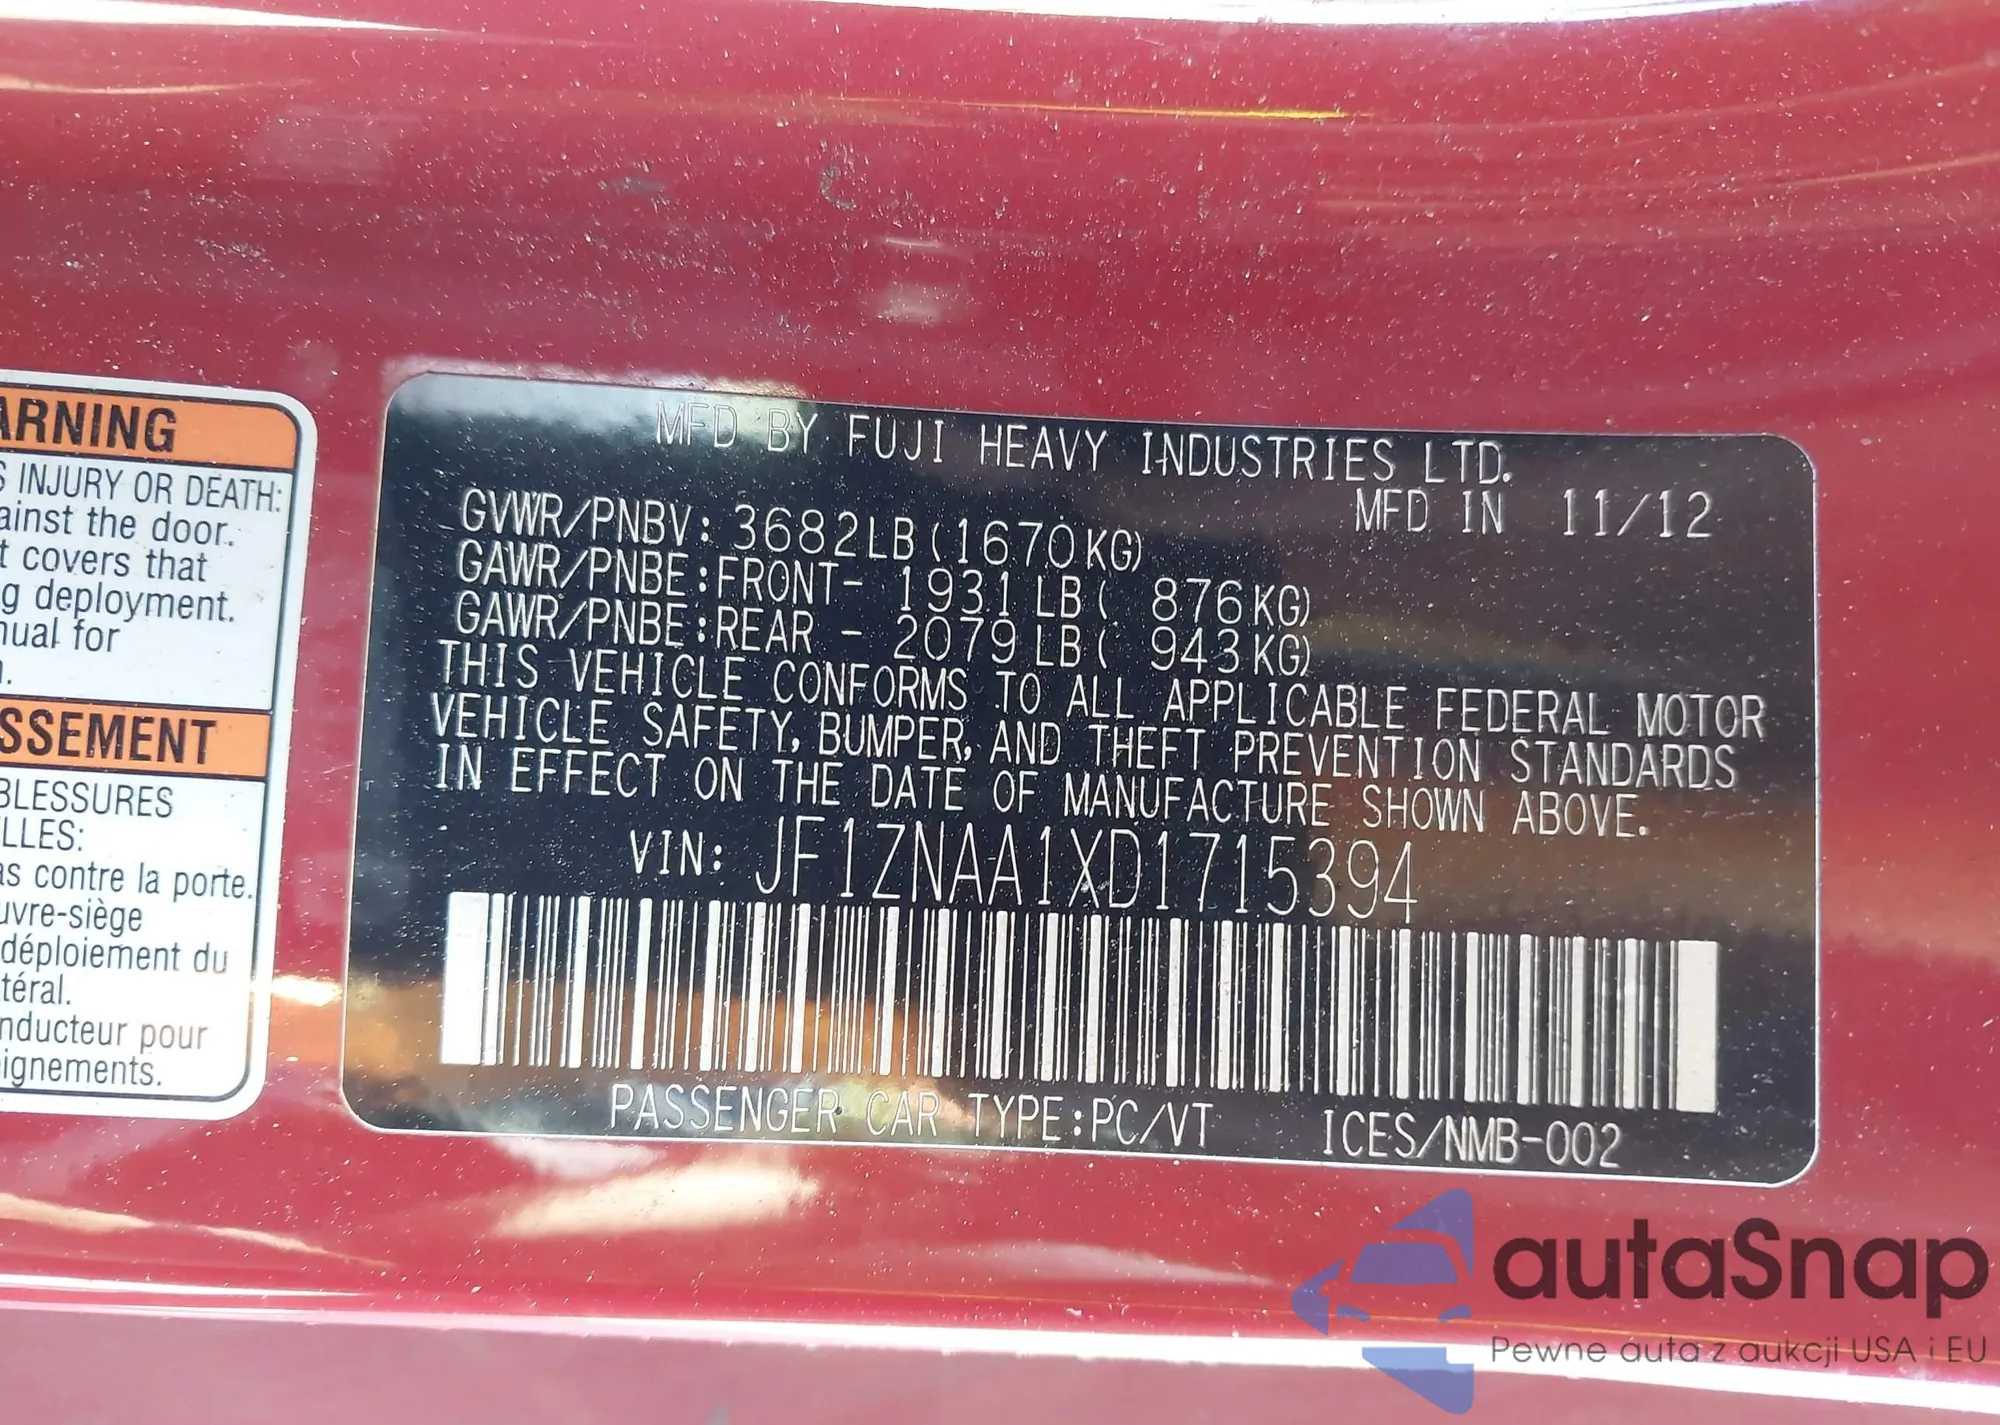 ARNING
S INJURY OR DEATH:
ainst the door.
t covers that
g deployment.
nual for
SSEMENT
BLESSURES
LLES:
as contre la porte.
uvre-siège
déploiement du
téral.
nducteur pour
ignements.
MFD BY FUJI HEAVY INDUSTRIES LTD.
MFD IN 11/12
GVWR/PNBV: 3682LB(1670KG)
GAWR/PNBE:FRONT- 1931LB( 876KG)
GAWR/PNBE:REAR - 2079LB( 943KG)
THIS VEHICLE CONFORMS TO ALL APPLICABLE FEDERAL MOTOR
VEHICLE SAFETY, BUMPER, AND THEFT PREVENTION STANDARDS
IN EFFECT ON THE DATE OF MANUFACTURE SHOWN ABOVE.
VIN: JF1ZNAA1XD1715394
PASSENGER CAR TYPE:PC/VT ICES/NMB-002
autaSnap
Pewne auta z aukcji USA i EU